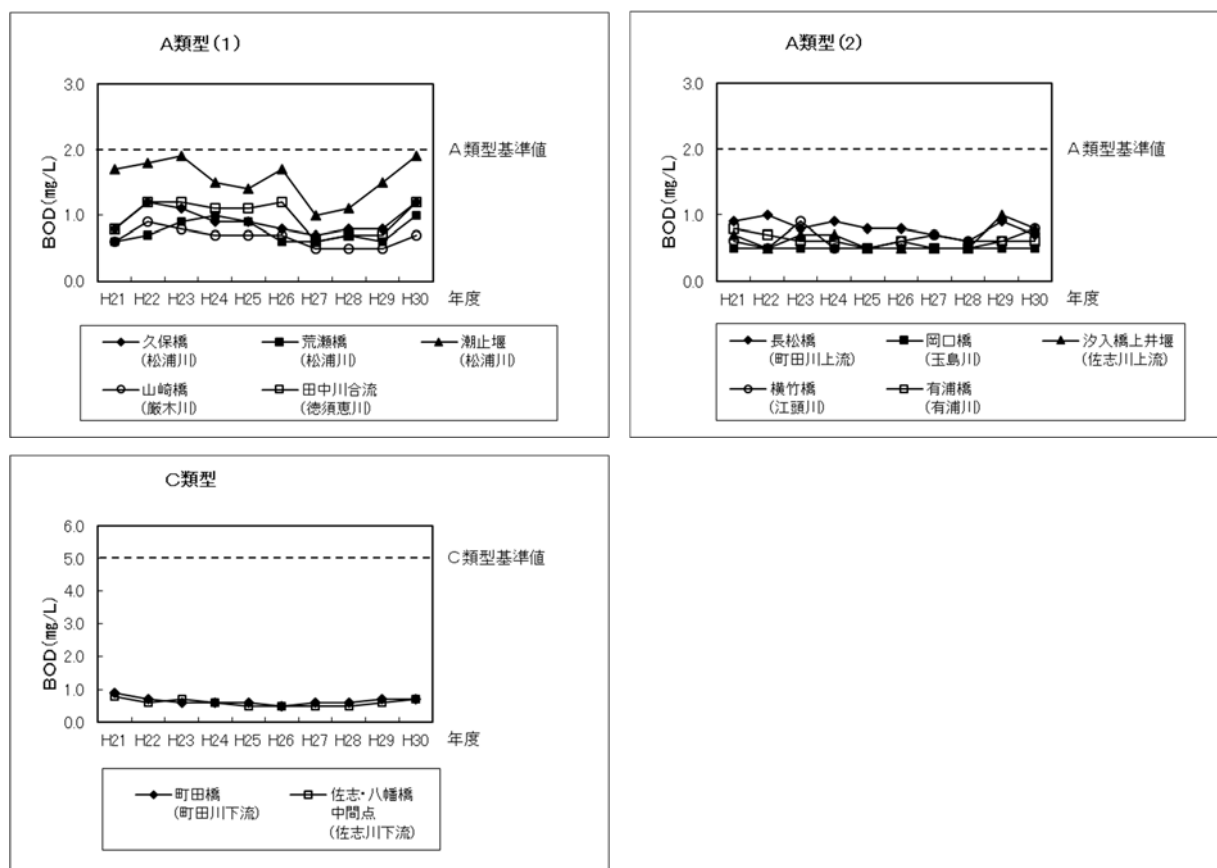 A類型(1)
3.0
2.0
1.0
0.0
BOD(mg/L)
A類型基準値
H21 H22 H23 H24 H25 H26 H27 H28 H29 H30 年度
久保橋 荒瀬橋 潮止堰
(松浦川) (松浦川) (松浦川)
山崎橋 田中川合流
(厳木川) (徳須恵川)
A類型(2)
3.0
2.0
1.0
0.0
BOD(mg/L)
A類型基準値
H21 H22 H23 H24 H25 H26 H27 H28 H29 H30 年度
長松橋 岡口橋 汐入橋上井堰
(町田川上流) (玉島川) (佐志川上流)
横竹橋 有浦橋
(江頭川) (有浦川)
C類型
6.0
5.0
4.0
3.0
2.0
1.0
0.0
BOD(mg/L)
C類型基準値
H21 H22 H23 H24 H25 H26 H27 H28 H29 H30 年度
町田橋 佐志・八幡橋
(町田川下流) 中間点
(佐志川下流)